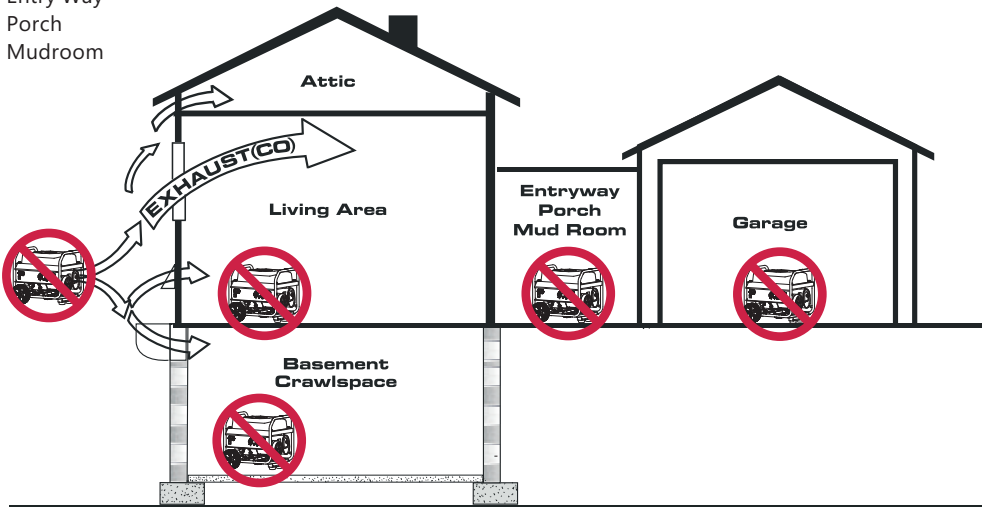 Porch
Mudroom
Attic
EXHAUST(CO)
Living Area
Entryway
Porch
Mud Room
Garage
Basement
Crawlspace